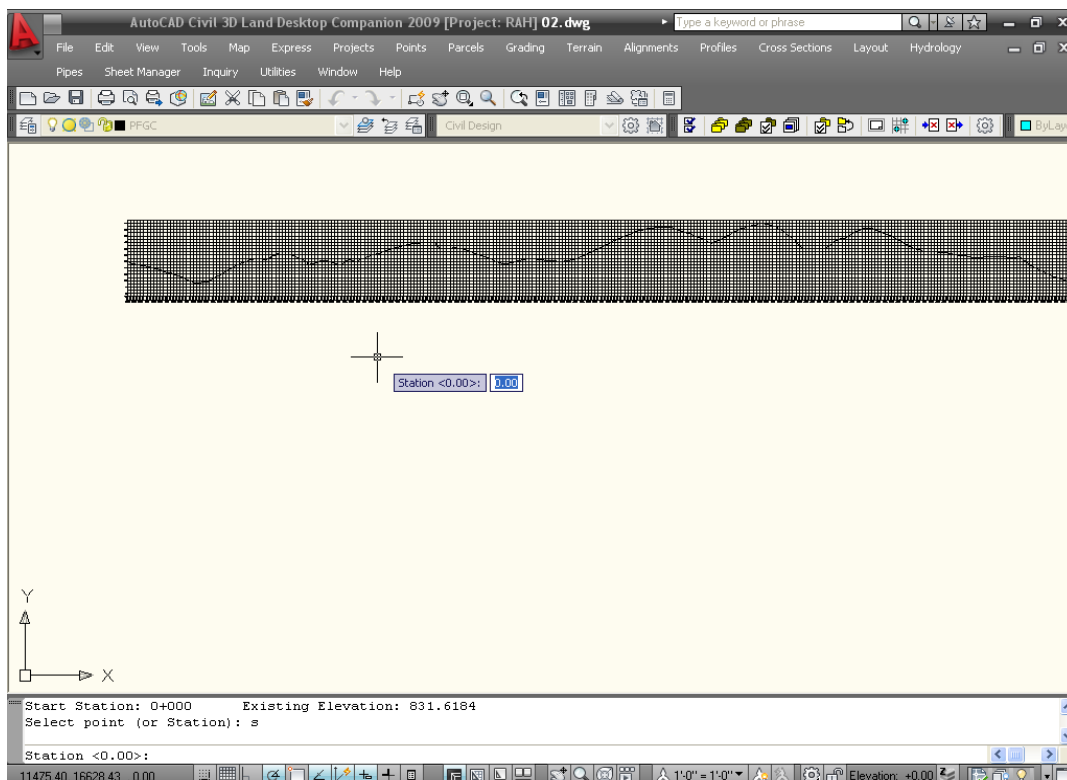 AutoCAD Civil 3D Land Desktop Companion 2009 [Project: RAH] 02.dwg
Type a keyword or phrase
File Edit View Tools Map Express Projects Points Parcels Grading Terrain Alignments Profiles Cross Sections Layout Hydrology
Pipes Sheet Manager Inquiry Utilities Window Help
PFGC Civil Design ByLaye
Station <0.00>: 0.00
Y
X
Start Station: 0+000 Existing Elevation: 831.6184
Select point (or Station): s
Station <0.00>:
11475.40, 16628.43, 0.00 1'-0" = 1'-0" Elevation: +0.00